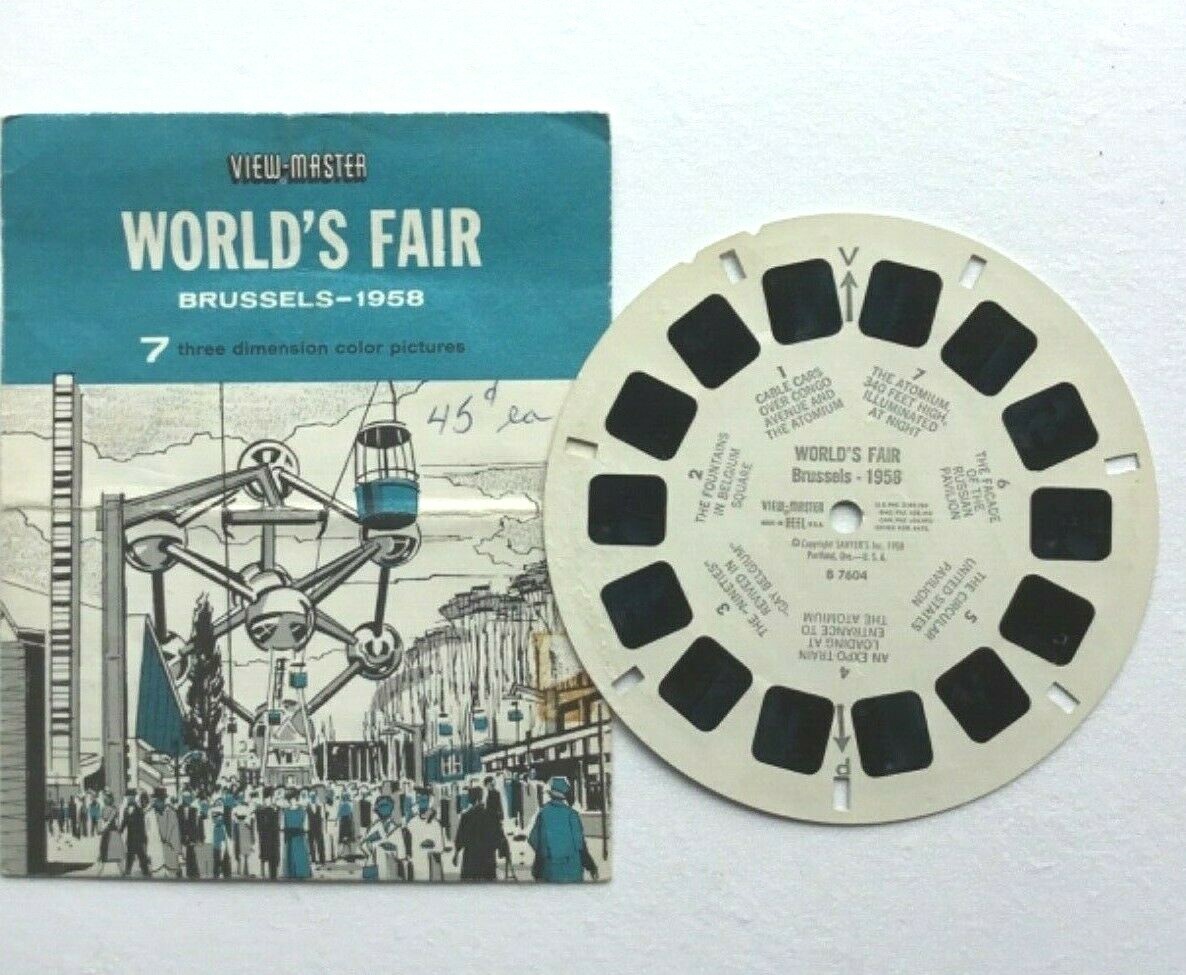 VIEW-MASTER
WORLD'S FAIR
BRUSSELS-1958
7 three dimension color pictures
45¢ ea
V
1
CABLE CARS
OVER CONGO
AVENUE AND
THE ATOMIUM
7
THE ATOMIUM,
340 FEET HIGH,
ILLUMINATED
AT NIGHT
2
THE FOUNTAINS
IN BELGIUM
SQUARE
WORLD'S FAIR
Brussels - 1958
6
THE FACADE
OF THE
RUSSIAN
PAVILION
VIEW-MASTER
MADE IN REEL U.S.A.
© Copyright SAWYER'S Inc. 1958
Portland, Ore.—U. S. A.
B 7604
3
THE "NINETIES"
REVIVED IN
"GAY BELGIUM"
4
AN EXPO-TRAIN
LOADING AT
ENTRANCE TO
THE ATOMIUM
5
THE CIRCULAR
UNITED STATES
PAVILION